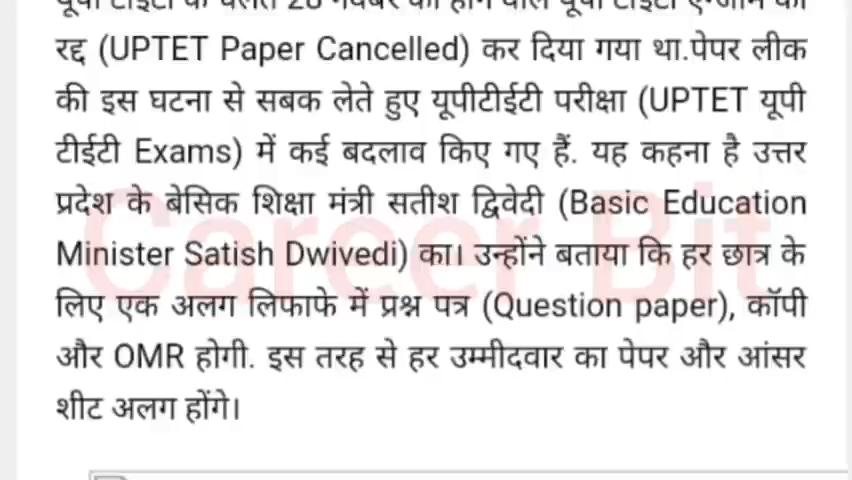 रद्द (UPTET Paper Cancelled) कर दिया गया था.पेपर लीक
की इस घटना से सबक लेते हुए यूपीटीईटी परीक्षा (UPTET यूपी
टीईटी Exams) में कई बदलाव किए गए हैं. यह कहना है उत्तर
प्रदेश के बेसिक शिक्षा मंत्री सतीश द्विवेदी (Basic Education
Minister Satish Dwivedi) का। उन्होंने बताया कि हर छात्र के
लिए एक अलग लिफाफे में प्रश्न पत्र (Question paper), कॉपी
और OMR होगी. इस तरह से हर उम्मीदवार का पेपर और आंसर
शीट अलग होंगे।
Career Bit